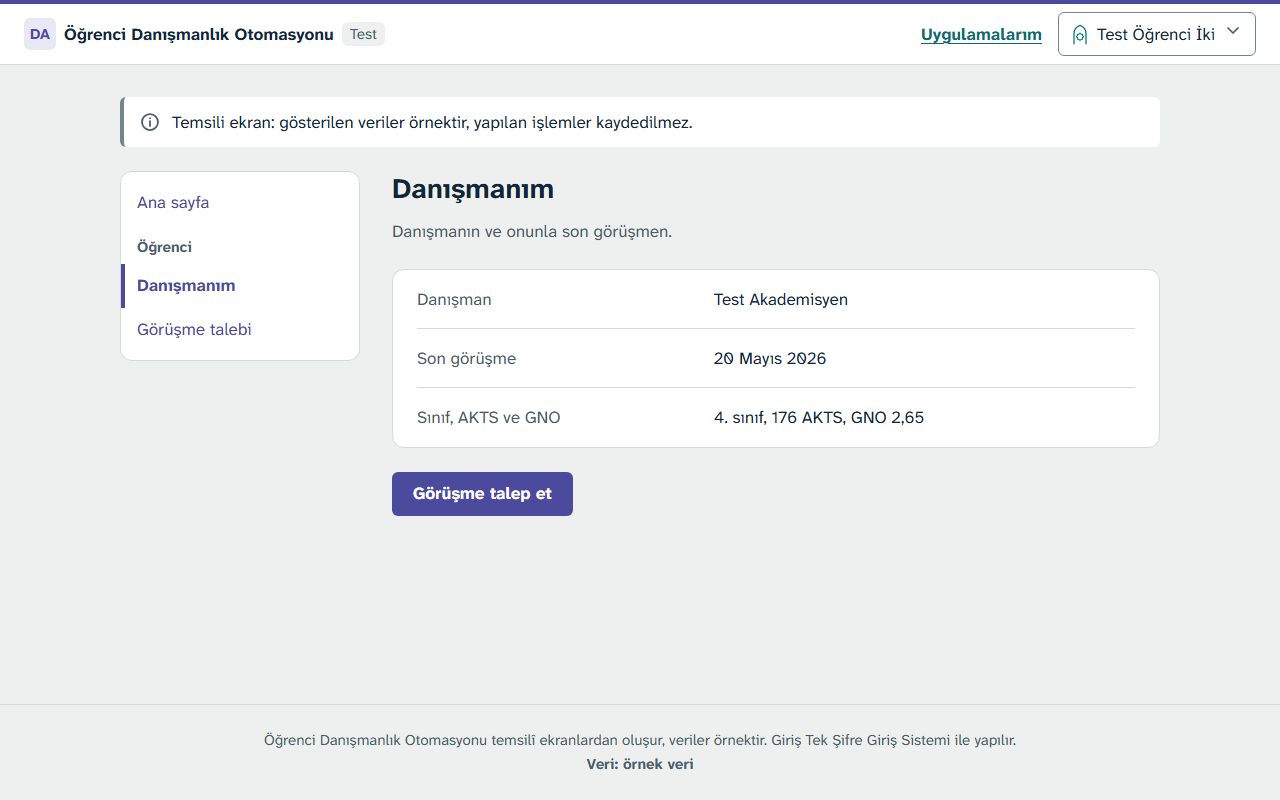 DA Öğrenci Danışmanlık Otomasyonu Test
Uygulamalarım
Test Öğrenci İki
Temsili ekran: gösterilen veriler örnektir, yapılan işlemler kaydedilmez.
Ana sayfa
Öğrenci
Danışmanım
Görüşme talebi
Danışmanım
Danışmanın ve onunla son görüşmen.
Danışman Test Akademisyen
Son görüşme 20 Mayıs 2026
Sınıf, AKTS ve GNO 4. sınıf, 176 AKTS, GNO 2,65
Görüşme talep et
Öğrenci Danışmanlık Otomasyonu temsilî ekranlardan oluşur, veriler örnektir. Giriş Tek Şifre Giriş Sistemi ile yapılır.
Veri: örnek veri